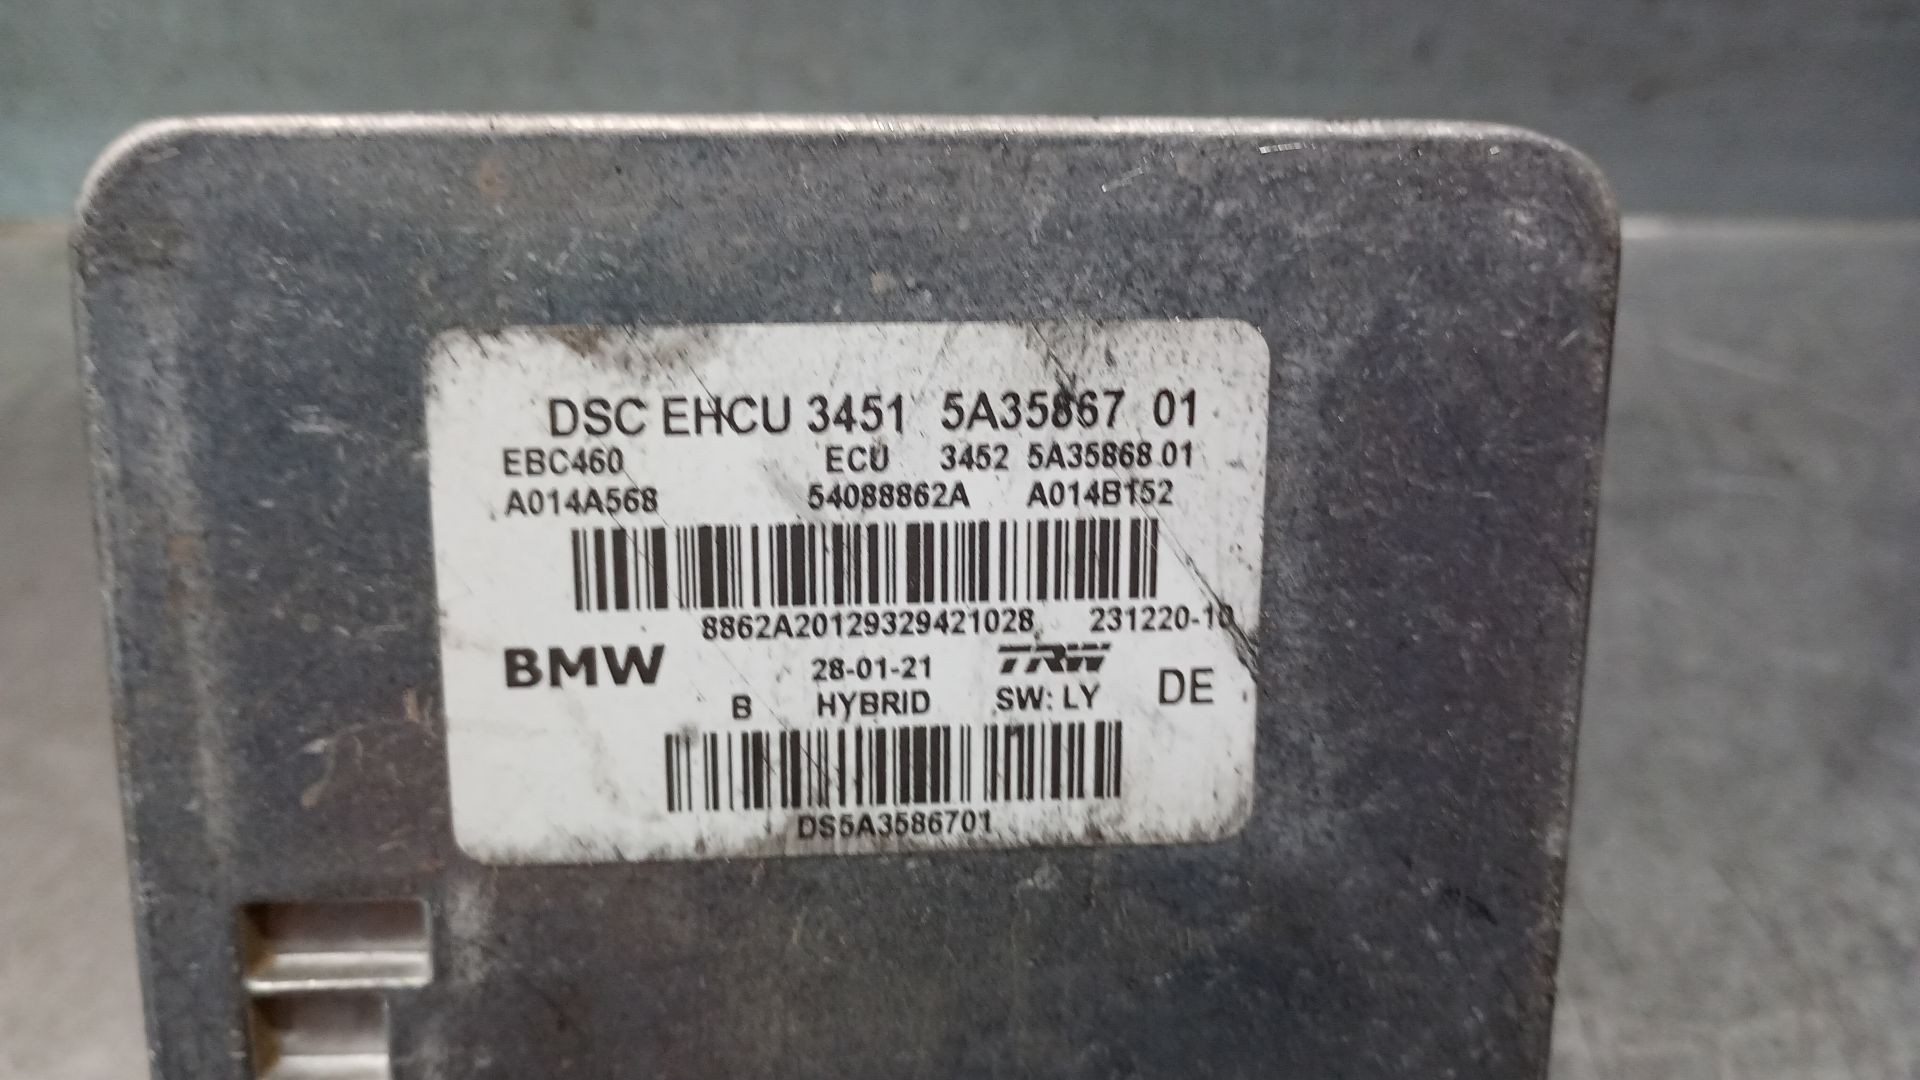 DSC EHCU 3451 5A35867 01
EBC460 ECU 3452 5A35868 01
A014A568 54088862A A014B152
8862A20129329421028 231220-10
BMW 28-01-21 TRW
B HYBRID SW: LY DE
DS5A3586701